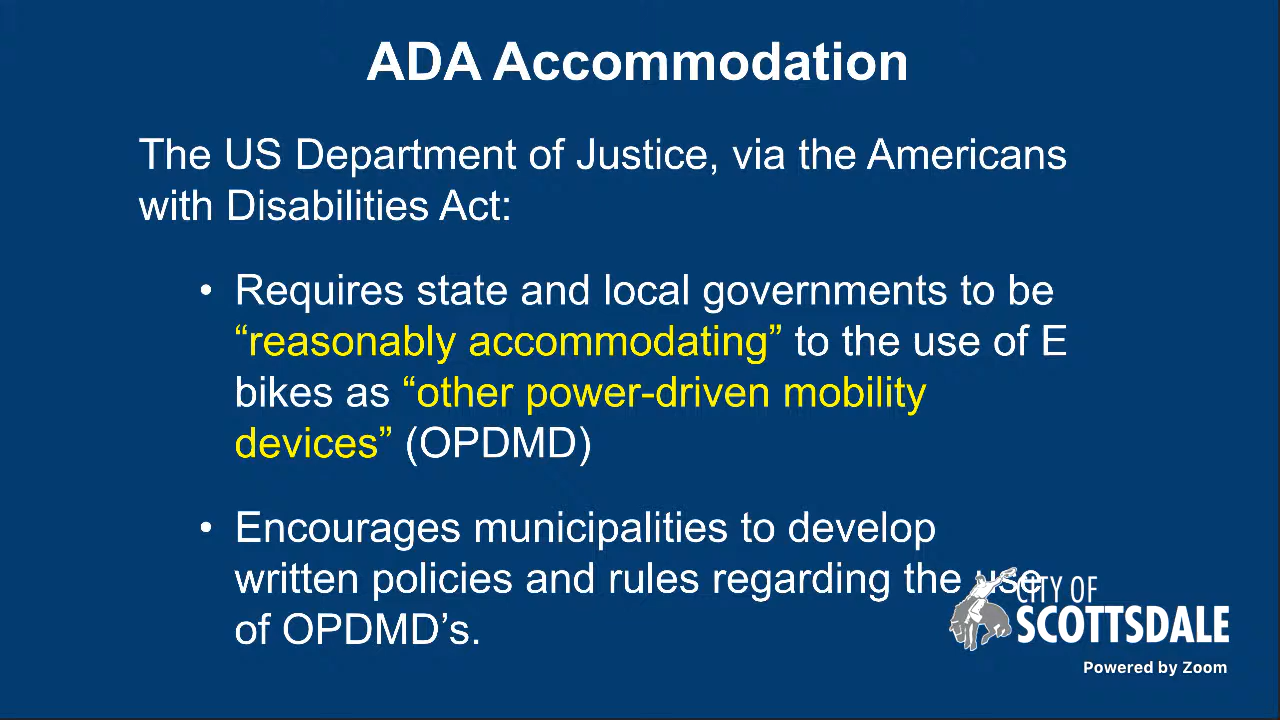 ADA Accommodation
The US Department of Justice, via the Americans
with Disabilities Act:
• Requires state and local governments to be
“reasonably accommodating” to the use of E
bikes as “other power-driven mobility
devices” (OPDMD)
• Encourages municipalities to develop
written policies and rules regarding the use
of OPDMD’s.
CITY OF
SCOTTSDALE
Powered by Zoom